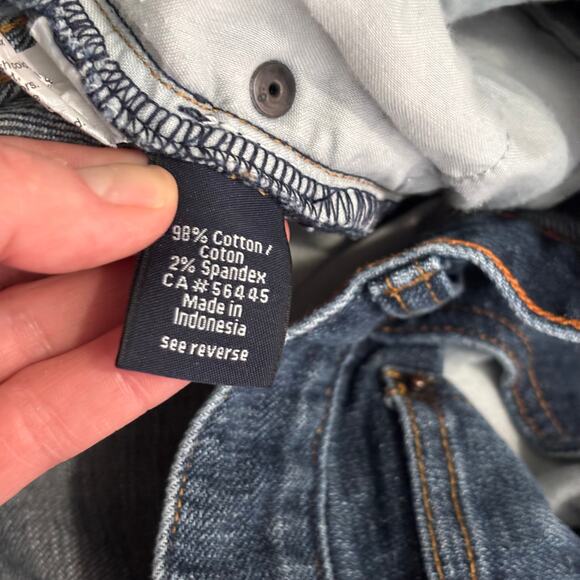 98% Cotton /
Coton
2% Spandex
CA # 56445
Made in
Indonesia
see reverse